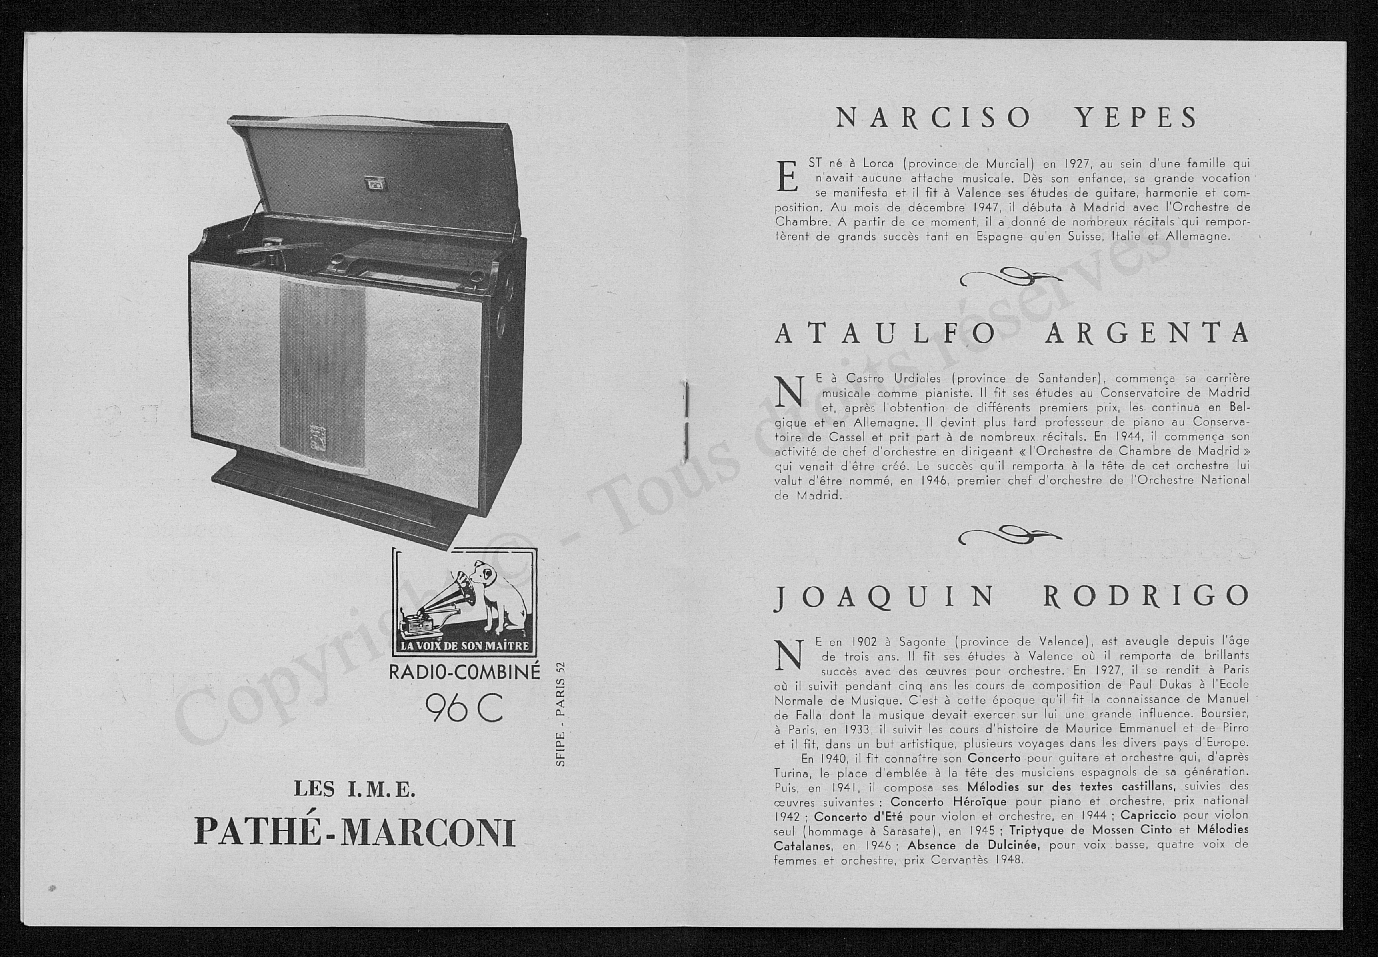 LA VOIX DE SON MAÎTRE
RADIO-COMBINÉ
96 C
SFIPE - PARIS 52
LES I.M.E.
PATHÉ-MARCONI
NARCISO YEPES
EST né à Lorca (province de Murcial) en 1927, au sein d'une famille qui
n'avait aucune attache musicale. Dès son enfance, sa grande vocation
se manifesta et il fit à Valence ses études de guitare, harmonie et com-
position. Au mois de décembre 1947, il débuta à Madrid avec l'Orchestre de
Chambre. A partir de ce moment, il a donné de nombreux récitals qui rempor-
tèrent de grands succès tant en Espagne qu'en Suisse, Italie et Allemagne.
ATAULFO ARGENTA
NE à Castro Urdiales (province de Santander), commença sa carrière
musicale comme pianiste. Il fit ses études au Conservatoire de Madrid
et, après l'obtention de différents premiers prix, les continua en Bel-
gique et en Allemagne. Il devint plus tard professeur de piano au Conserva-
toire de Cassel et prit part à de nombreux récitals. En 1944, il commença son
activité de chef d'orchestre en dirigeant « l'Orchestre de Chambre de Madrid »
qui venait d'être créé. Le succès qu'il remporta à la tête de cet orchestre lui
valut d'être nommé, en 1946, premier chef d'orchestre de l'Orchestre National
de Madrid.
JOAQUIN RODRIGO
NE en 1902 à Sagonte (province de Valence), est aveugle depuis l'âge
de trois ans. Il fit ses études à Valence où il remporta de brillants
succès avec des œuvres pour orchestre. En 1927, il se rendit à Paris
où il suivit pendant cinq ans les cours de composition de Paul Dukas à l'Ecole
Normale de Musique. C'est à cette époque qu'il fit la connaissance de Manuel
de Falla dont la musique devait exercer sur lui une grande influence. Boursier,
à Paris, en 1933, il suivit les cours d'histoire de Maurice Emmanuel et de Pirro
et il fit, dans un but artistique, plusieurs voyages dans les divers pays d'Europe.
En 1940, il fit connaître son Concerto pour guitare et orchestre qui, d'après
Turina, le place d'emblée à la tête des musiciens espagnols de sa génération.
Puis, en 1941, il composa ses Mélodies sur des textes castillans, suivies des
œuvres suivantes : Concerto Héroïque pour piano et orchestre, prix national
1942 ; Concerto d'Eté pour violon et orchestre, en 1944 ; Capriccio pour violon
seul (hommage à Sarasate), en 1945 ; Triptyque de Mossen Cinto et Mélodies
Catalanes, en 1946 ; Absence de Dulcinée, pour voix basse, quatre voix de
femmes et orchestre, prix Cervantès 1948.
Copyright © - Tous droits réservés.